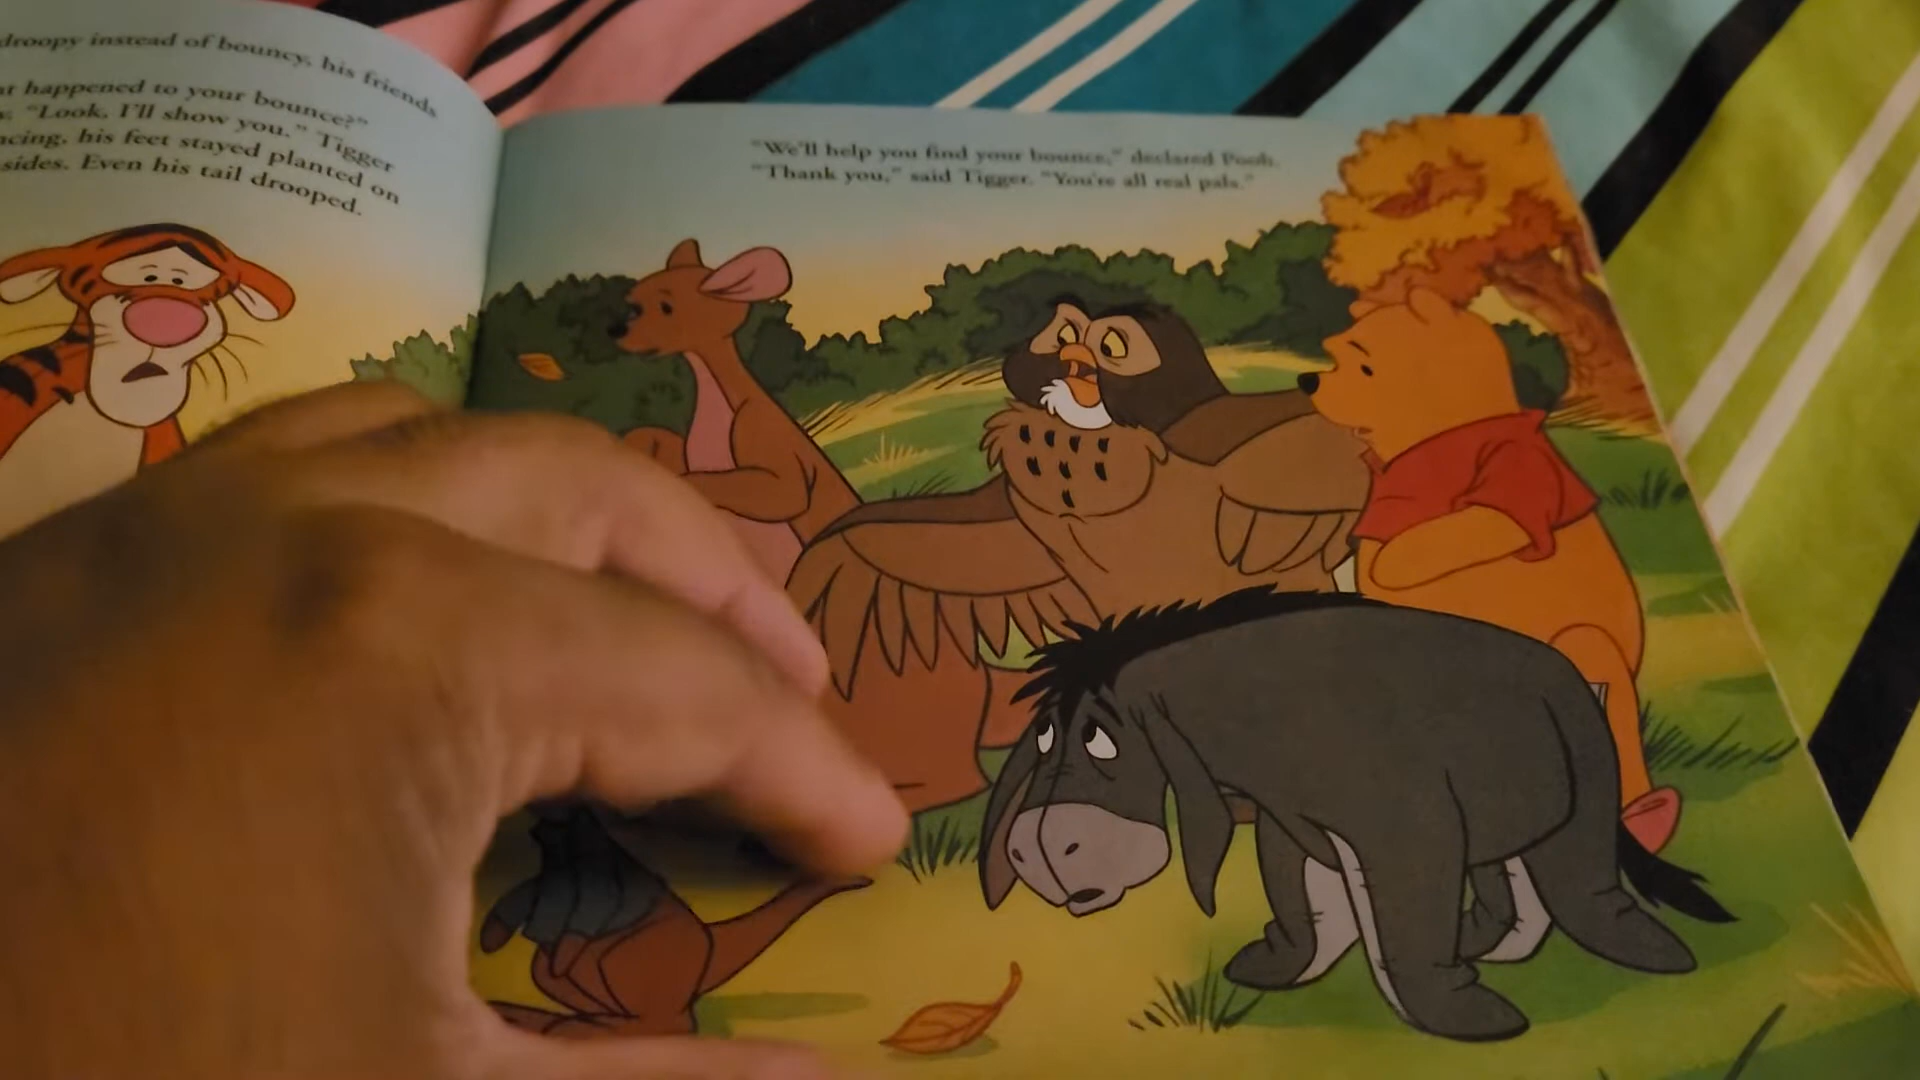 droopy instead of bouncy, his friends
happened to your bounce?"
"Look, I'll show you." Tigger
his feet stayed planted on
sides. Even his tail drooped.
"We'll help you find your bounce," declared Pooh.
"Thank you," said Tigger. "You're all real pals."